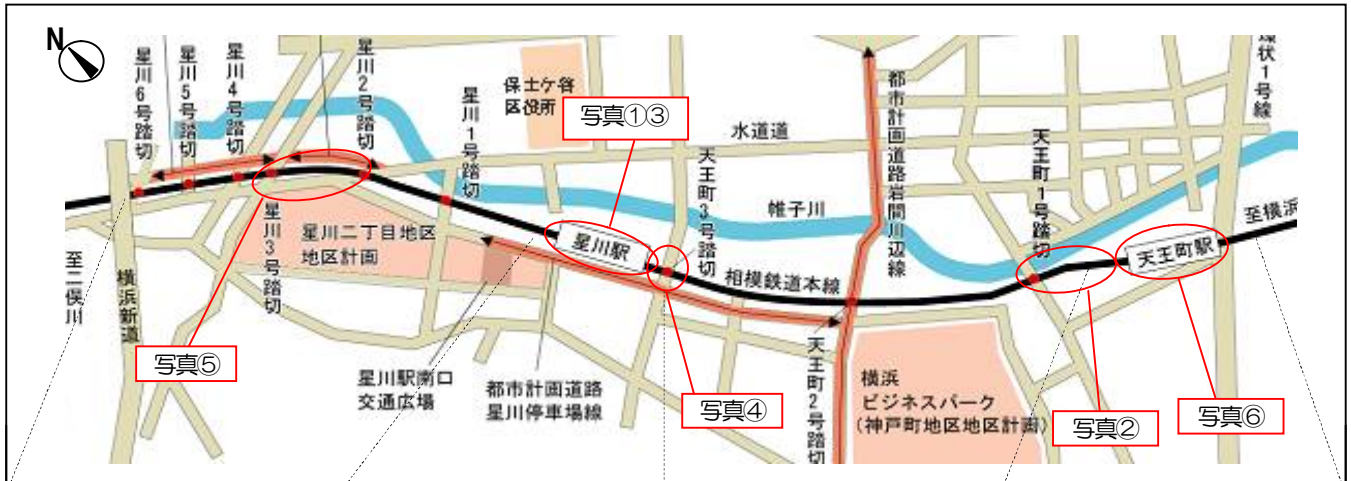 N
星川6号踏切
星川5号踏切
星川4号踏切
星川2号踏切
星川1号踏切
保土ケ谷
区役所
写真①③
天王町3号踏切
水道道
都市計画道路岩間川辺線
天王町1号踏切
環状1号線
帷子川
至横浜
星川3号踏切
星川二丁目地区
地区計画
星川駅
天王町駅
相模鉄道本線
至二俣川
横浜新道
写真⑤
星川駅南口
交通広場
都市計画道路
星川停車場線
写真④
天王町2号踏切
横浜
ビジネスパーク
(神戸町地区地区計画)
写真②
写真⑥